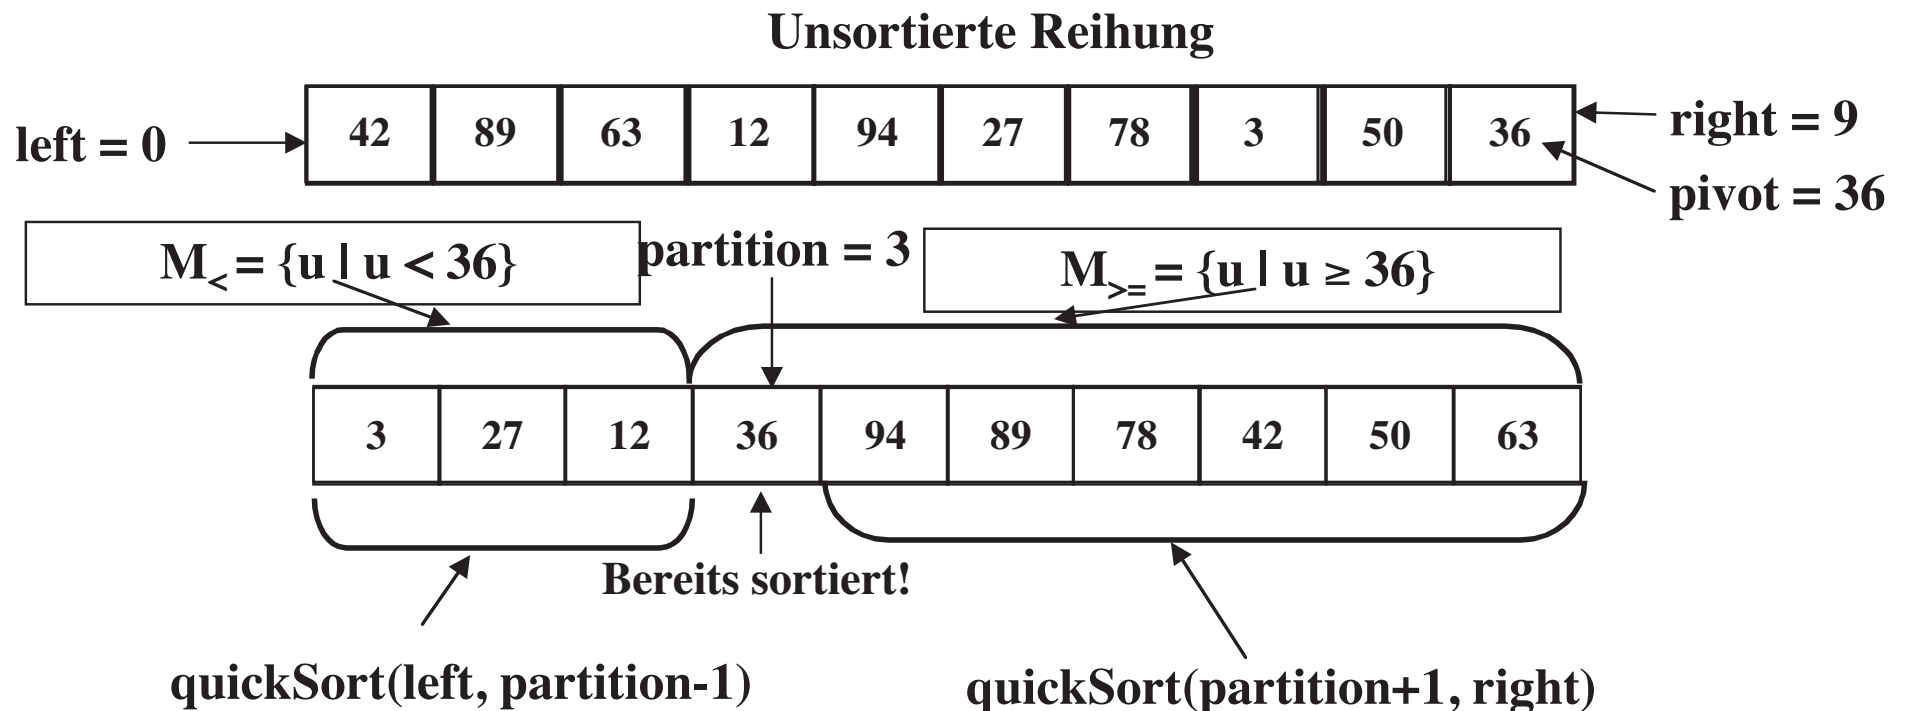 Unsortierte Reihung
left = 0
42 89 63 12 94 27 78 3 50 36
right = 9
pivot = 36
M< = {u | u < 36}
partition = 3
M>= = {u | u ≥ 36}
3 27 12 36 94 89 78 42 50 63
Bereits sortiert!
quickSort(left, partition-1)
quickSort(partition+1, right)